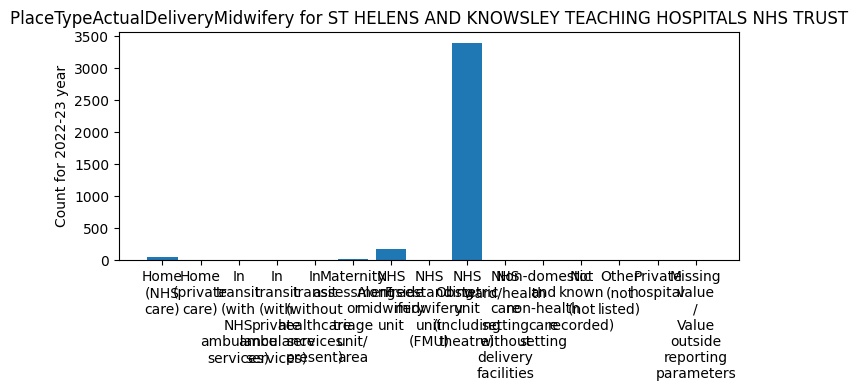 PlaceTypeActualDeliveryMidwifery for ST HELENS AND KNOWSLEY TEACHING HOSPITALS NHS TRUST
Count for 2022-23 year
3500
3000
2500
2000
1500
1000
500
0
Home
(NHS
care)
Home
(private
care)
In
transit
(with
NHS
ambulance
services)
In
transit
(with
private
ambulance
services)
In
transit
(without
healthcare
services
present)
Maternity
assessment
or
triage
unit/
area
NHS
Alongside
midwifery
unit
NHS
Freestanding
midwifery
unit
(FMU)
NHS
Obstetric
unit
(including
theatre)
NHS
ward/health
care
setting
without
delivery
facilities
Non-domestic
and
non-health
care
setting
Not
known
(not
recorded)
Other
(not
listed)
Private
hospital
Missing
Value
/
Value
outside
reporting
parameters